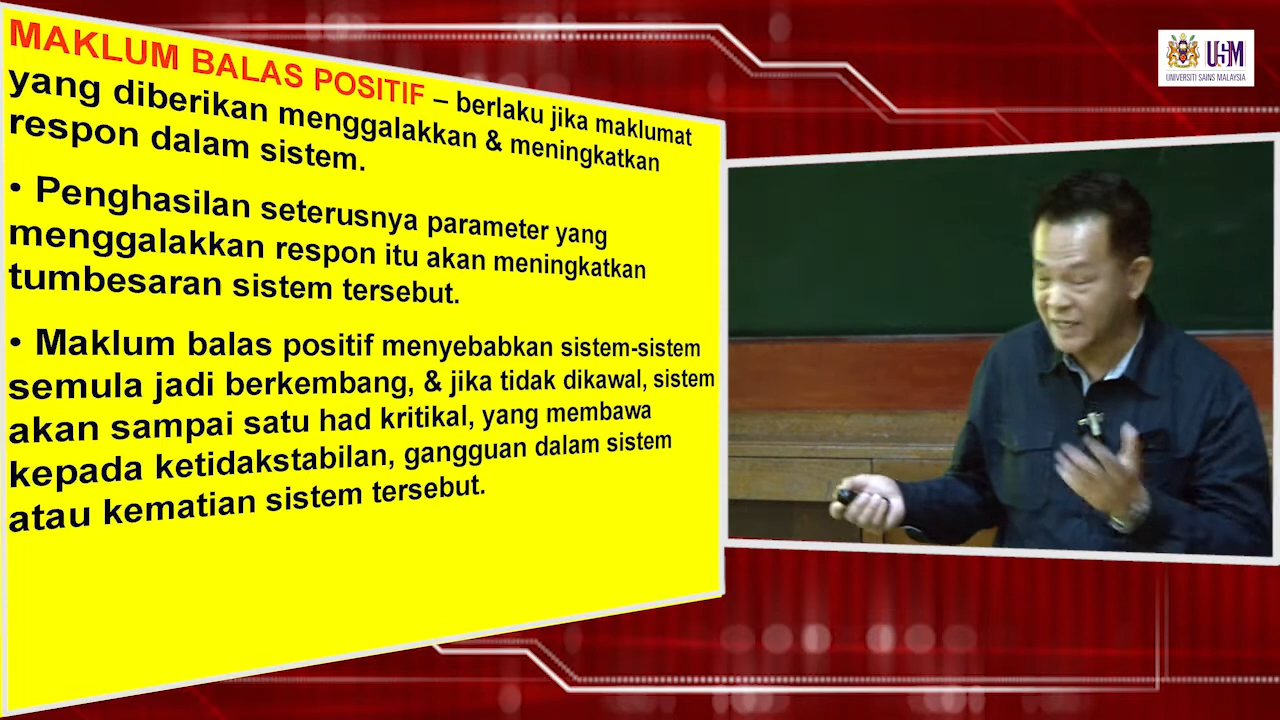 MAKLUM BALAS POSITIF – berlaku jika maklumat
yang diberikan menggalakkan & meningkatkan
respon dalam sistem.
• Penghasilan seterusnya parameter yang
menggalakkan respon itu akan meningkatkan
tumbesaran sistem tersebut.
• Maklum balas positif menyebabkan sistem-sistem
semula jadi berkembang, & jika tidak dikawal, sistem
akan sampai satu had kritikal, yang membawa
kepada ketidakstabilan, gangguan dalam sistem
atau kematian sistem tersebut.
USM
UNIVERSITI SAINS MALAYSIA